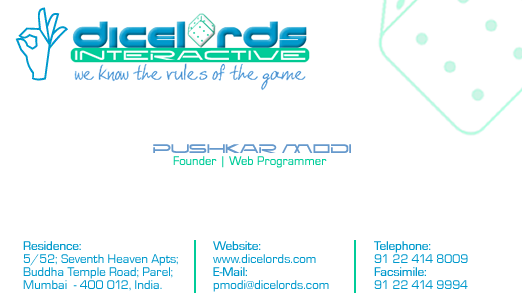 dicelords
INTERACTIVE
we know the rules of the game
PUSHKAR MODI
Founder | Web Programmer
Residence:
5/52; Seventh Heaven Apts;
Buddha Temple Road; Parel;
Mumbai - 400 012, India.
Website:
www.dicelords.com
E-Mail:
pmodi@dicelords.com
Telephone:
91 22 414 8009
Facsimile:
91 22 414 9994